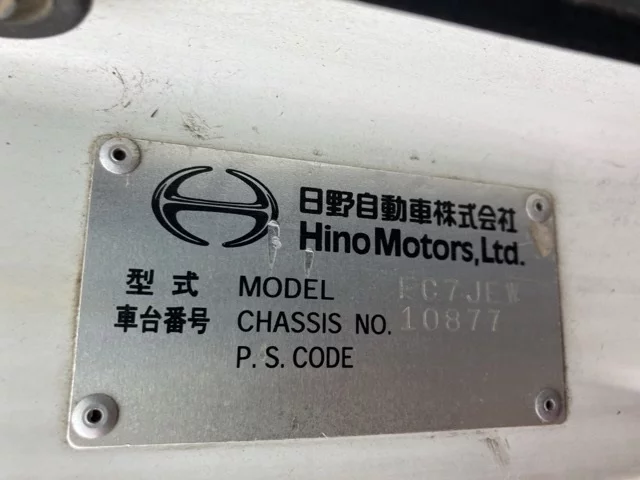 日野自動車株式会社
Hino Motors, Ltd.
型式 MODEL FC7JEW
車台番号 CHASSIS NO. 10877
P. S. CODE